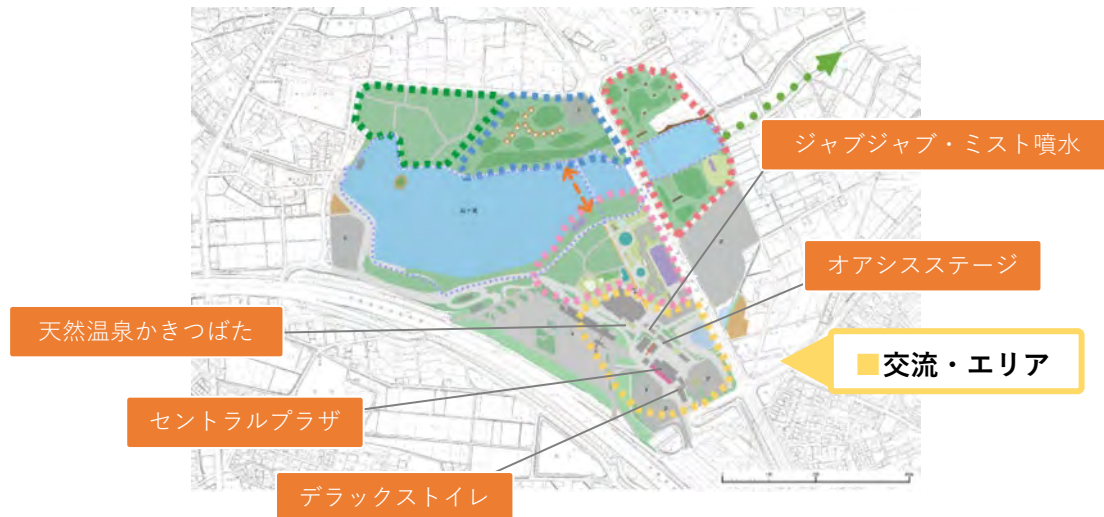 ジャブジャブ・ミスト噴水
オアシスステージ
天然温泉かきつばた
■交流・エリア
セントラルプラザ
デラックストイレ